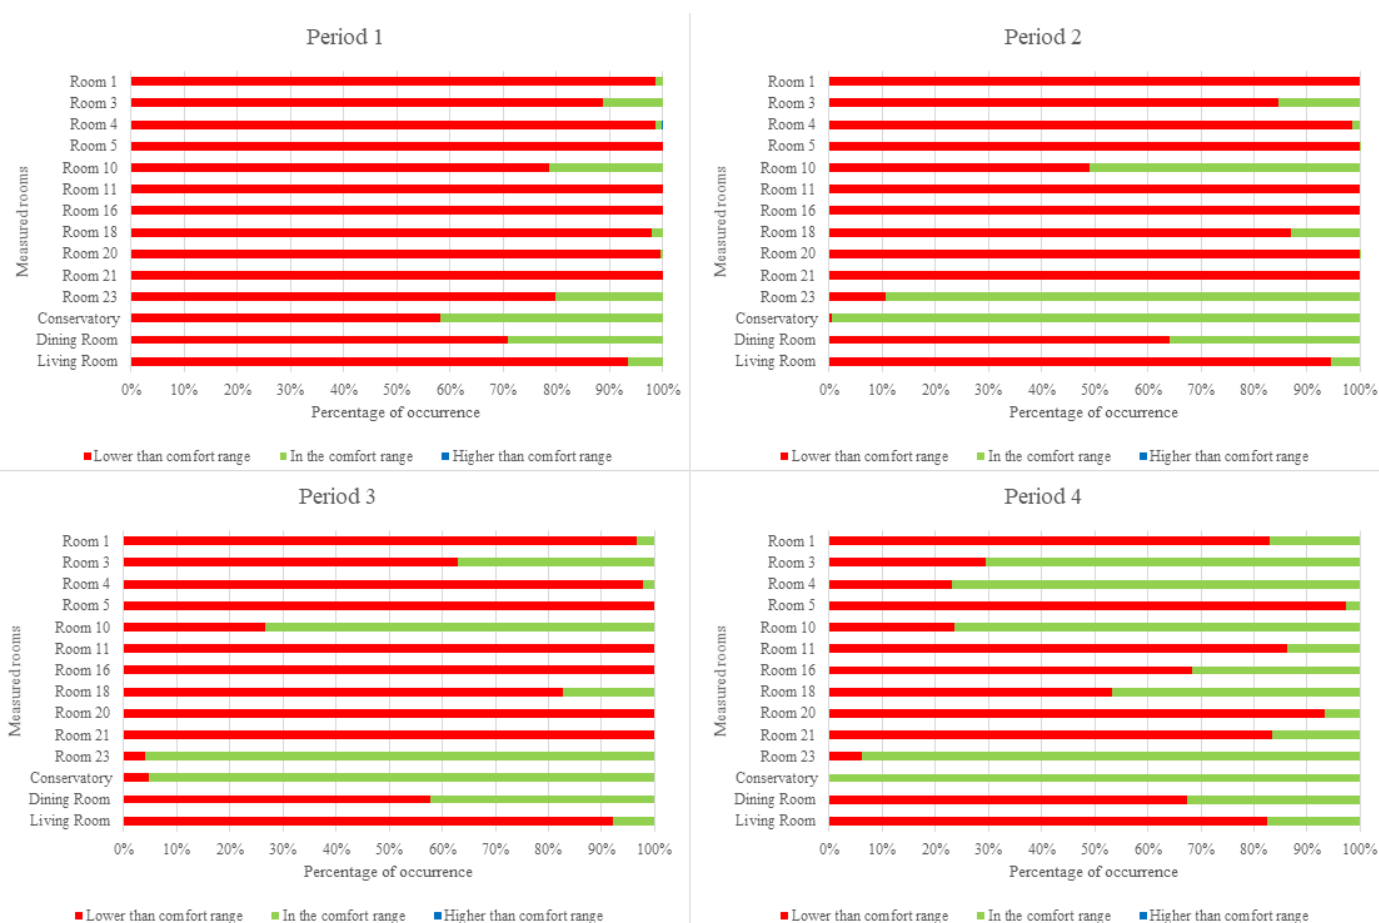 Period 1
Measured rooms
Room 1
Room 3
Room 4
Room 5
Room 10
Room 11
Room 16
Room 18
Room 20
Room 21
Room 23
Conservatory
Dining Room
Living Room
0% 10% 20% 30% 40% 50% 60% 70% 80% 90% 100%
Percentage of occurrence
Lower than comfort range In the comfort range Higher than comfort range
Period 2
Measured rooms
Room 1
Room 3
Room 4
Room 5
Room 10
Room 11
Room 16
Room 18
Room 20
Room 21
Room 23
Conservatory
Dining Room
Living Room
0% 10% 20% 30% 40% 50% 60% 70% 80% 90% 100%
Percentage of occurrence
Lower than comfort range In the comfort range Higher than comfort range
Period 3
Measured rooms
Room 1
Room 3
Room 4
Room 5
Room 10
Room 11
Room 16
Room 18
Room 20
Room 21
Room 23
Conservatory
Dining Room
Living Room
0% 10% 20% 30% 40% 50% 60% 70% 80% 90% 100%
Percentage of occurrence
Lower than comfort range In the comfort range Higher than comfort range
Period 4
Measured rooms
Room 1
Room 3
Room 4
Room 5
Room 10
Room 11
Room 16
Room 18
Room 20
Room 21
Room 23
Conservatory
Dining Room
Living Room
0% 10% 20% 30% 40% 50% 60% 70% 80% 90% 100%
Percentage of occurrence
Lower than comfort range In the comfort range Higher than comfort range